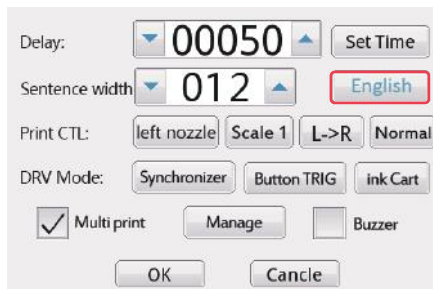 Delay: 00050 Set Time
Sentence width 012 English
Print CTL: left nozzle Scale 1 L->R Normal
DRV Mode: Synchronizer Button TRIG ink Cart
Multi print Manage Buzzer
OK Cancle